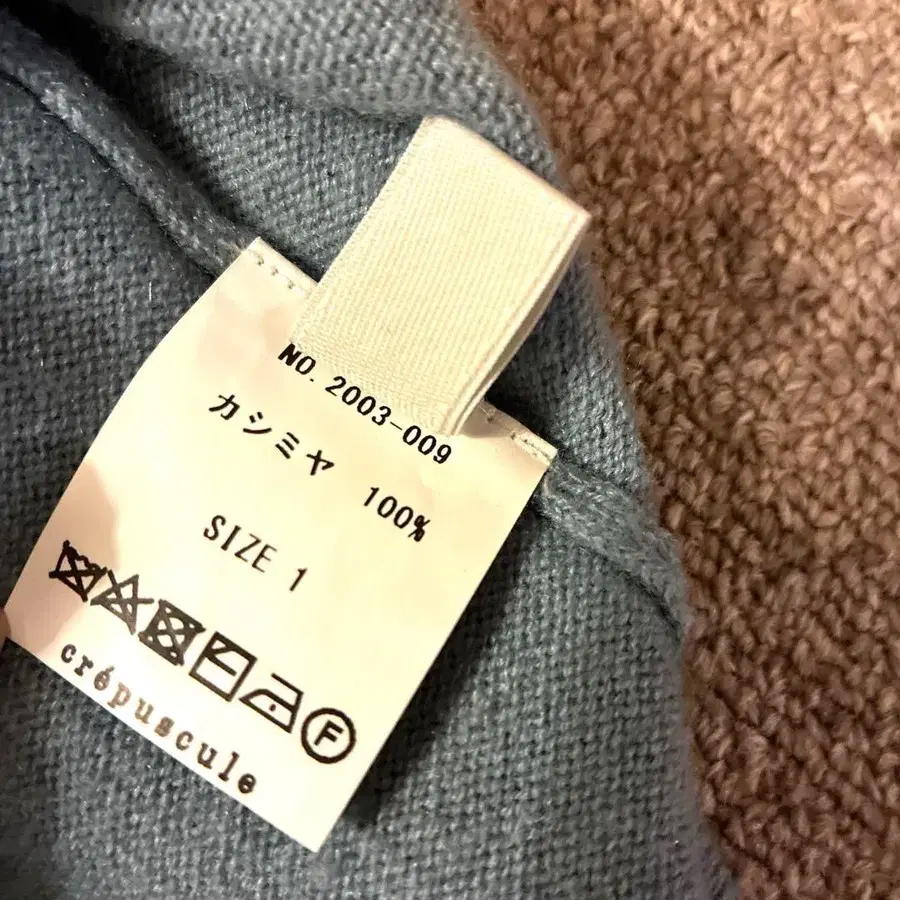 NO. 2003-009
カシミヤ 100%
SIZE 1
F
crépuscule